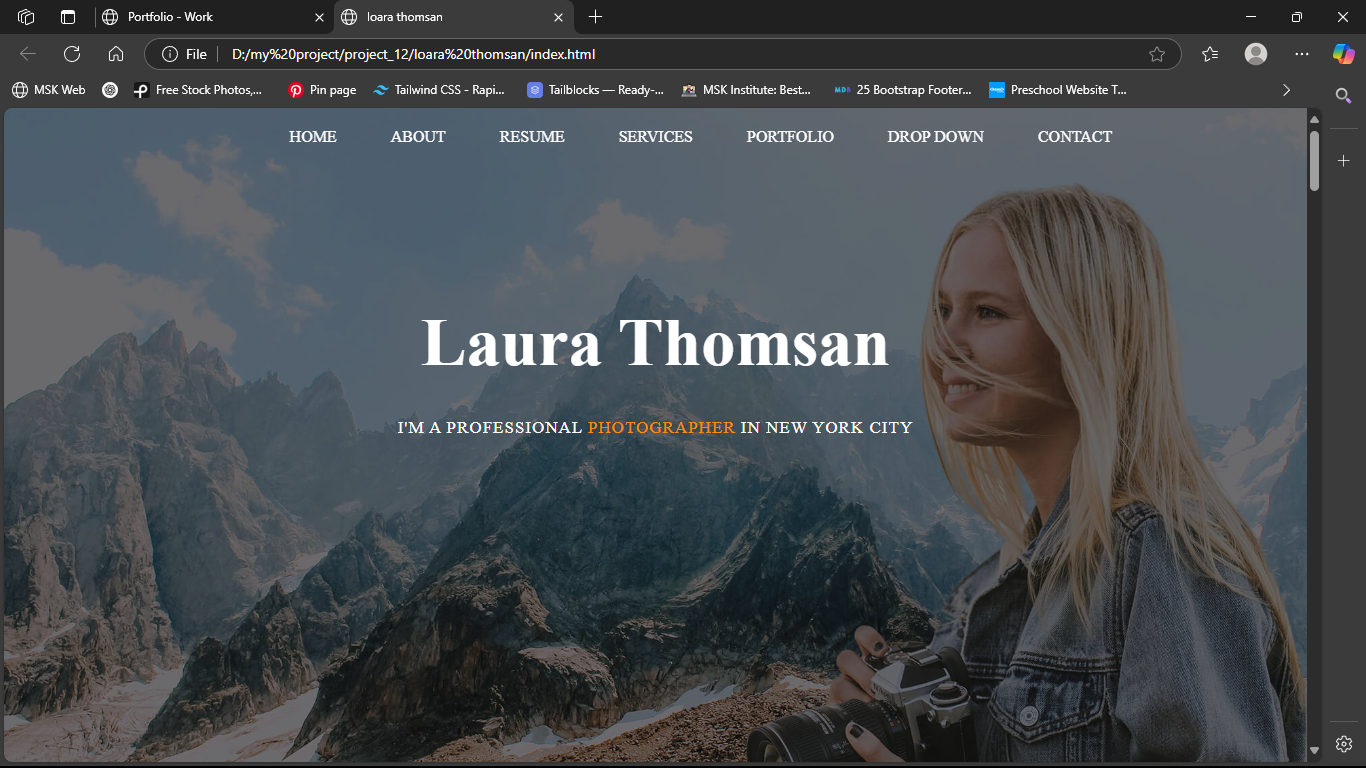 Portfolio - Work
loara thomsan
File
D:/my%20project/project_12/loara%20thomsan/index.html
MSK Web
Free Stock Photos,...
Pin page
Tailwind CSS - Rapi...
Tailblocks — Ready-...
MDB
MSK Institute: Best...
25 Bootstrap Footer...
Preschool Website T...
HOME
ABOUT
RESUME
SERVICES
PORTFOLIO
DROP DOWN
CONTACT
Laura Thomsan
I'M A PROFESSIONAL PHOTOGRAPHER IN NEW YORK CITY